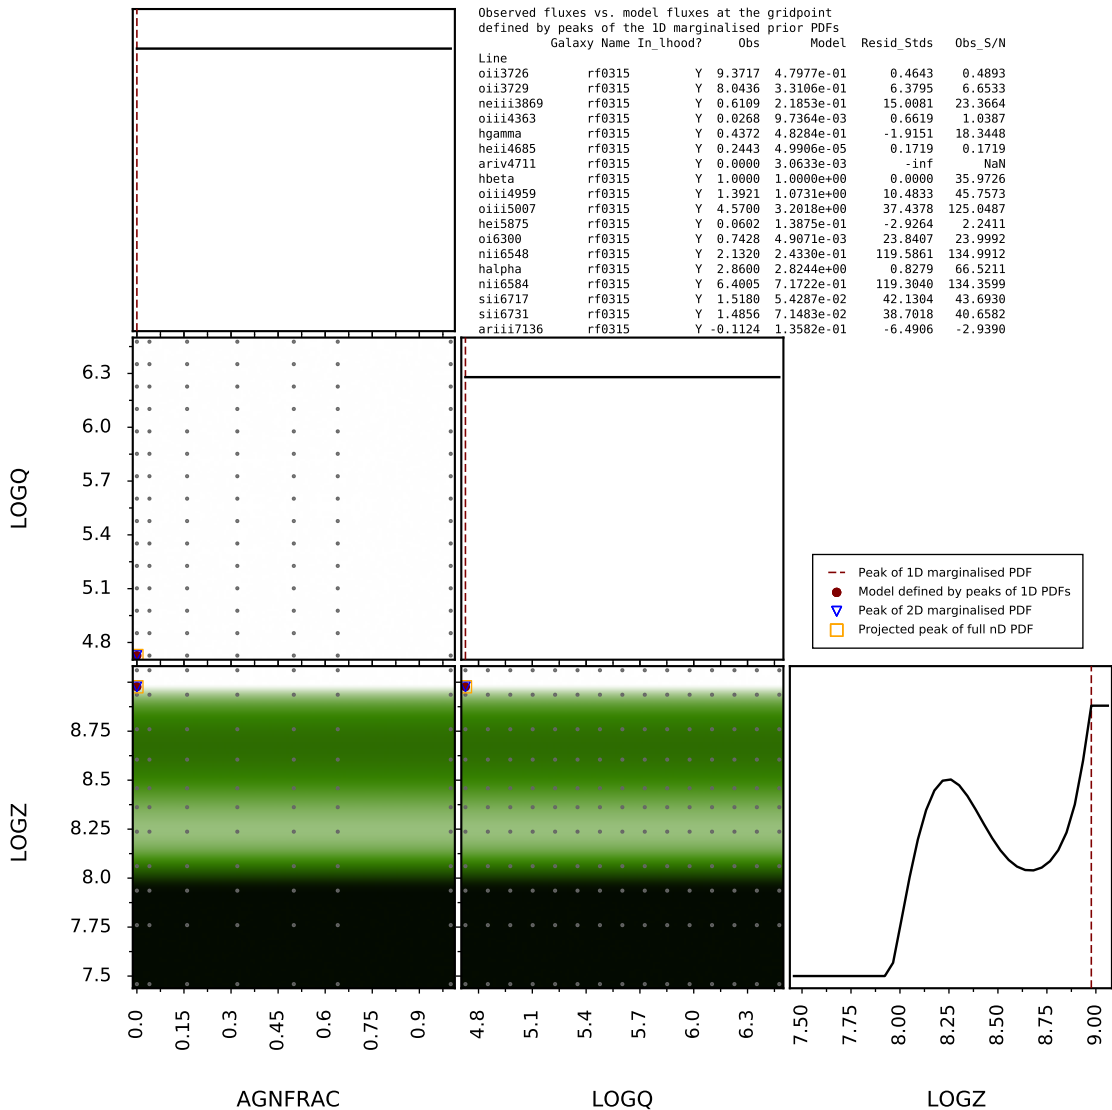 Observed fluxes vs. model fluxes at the gridpoint
defined by peaks of the 1D marginalised prior PDFs
Galaxy Name In_lhood? Obs Model Resid_Stds Obs_S/N
Line
oii3726 rf0315 Y 9.3717 4.7977e-01 0.4643 0.4893
oii3729 rf0315 Y 8.0436 3.3106e-01 6.3795 6.6533
neiii3869 rf0315 Y 0.6109 2.1853e-01 15.0081 23.3664
oiii4363 rf0315 Y 0.0268 9.7364e-03 0.6619 1.0387
hgamma rf0315 Y 0.4372 4.8284e-01 -1.9151 18.3448
heii4685 rf0315 Y 0.2443 4.9906e-05 0.1719 0.1719
ariv4711 rf0315 Y 0.0000 3.0633e-03 -inf NaN
hbeta rf0315 Y 1.0000 1.0000e+00 0.0000 35.9726
oiii4959 rf0315 Y 1.3921 1.0731e+00 10.4833 45.7573
oiii5007 rf0315 Y 4.5700 3.2018e+00 37.4378 125.0487
hei5875 rf0315 Y 0.0602 1.3875e-01 -2.9264 2.2411
oi6300 rf0315 Y 0.7428 4.9071e-03 23.8407 23.9992
nii6548 rf0315 Y 2.1320 2.4330e-01 119.5861 134.9912
halpha rf0315 Y 2.8600 2.8244e+00 0.8279 66.5211
nii6584 rf0315 Y 6.4005 7.1722e-01 119.3040 134.3599
sii6717 rf0315 Y 1.5180 5.4287e-02 42.1304 43.6930
sii6731 rf0315 Y 1.4856 7.1483e-02 38.7018 40.6582
ariii7136 rf0315 Y -0.1124 1.3582e-01 -6.4906 -2.9390
6.3
6.0
5.7
5.4
5.1
4.8
LOGQ
Peak of 1D marginalised PDF
Model defined by peaks of 1D PDFs
Peak of 2D marginalised PDF
Projected peak of full nD PDF
8.75
8.5
8.25
8.0
7.75
7.5
LOGZ
0.0 0.15 0.3 0.45 0.6 0.75 0.9
4.8 5.1 5.4 5.7 6.0 6.3
7.50 7.75 8.00 8.25 8.50 8.75 9.00
AGNFRAC LOGQ LOGZ